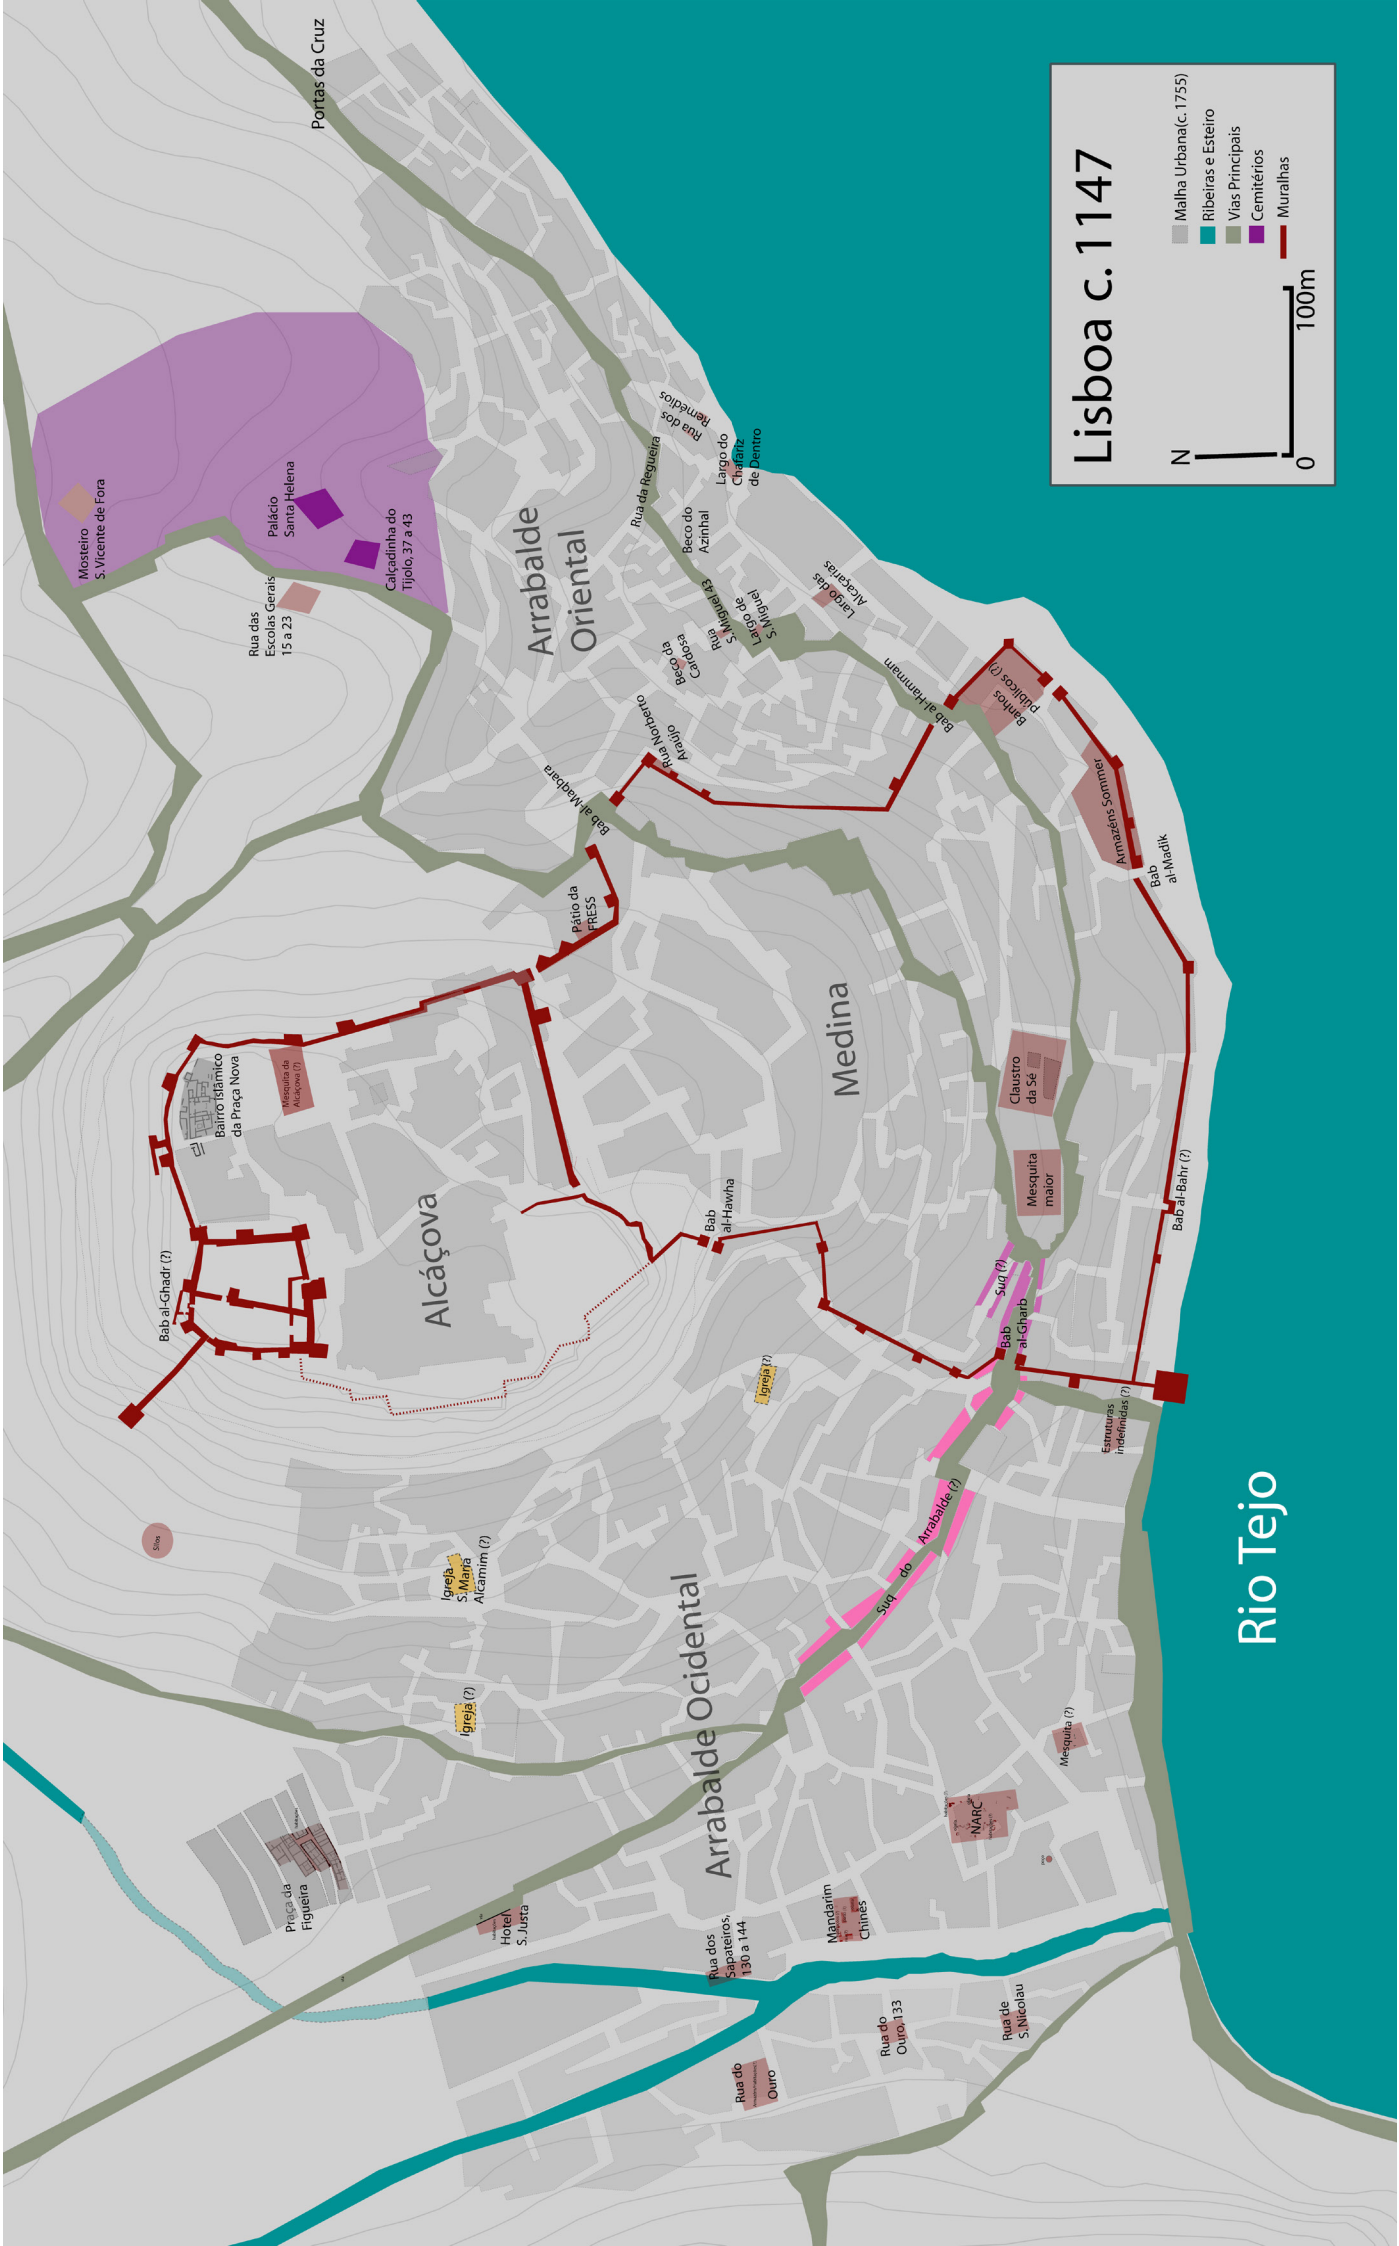 Lisboa c. 1147
Malha Urbana(c. 1755)
Ribeiras e Esteiro
Vias Principais
Cemitérios
Muralhas
N
0
100m
Rio Tejo
Portas da Cruz
Mosteiro
S. Vicente de Fora
Palácio
Santa Helena
Calçadinha do
Tijolo, 37 a 43
Rua das
Escolas Gerais
15 a 23
Arrabalde
Oriental
Rua da Regueira
Rua dos
Remédios
Largo do
Chafariz
de Dentro
Beco do
Azinhal
Rua
S. Miguel 43
Largo de
S. Miguel
Largo das
Alcaçarias
Beco da
Cardosa
Rua Norberto
Araújo
Bab al-Maqbara
Bab al-Hammam
Banhos
públicos (?)
Armazéns Sommer
Bab
al-Madik
Pátio da
FRESS
Medina
Bairro Islâmico
da Praça Nova
Mesquita da
Alcáçova (?)
Alcáçova
Bab al-Ghadr (?)
Bab
al-Hawha
Claustro
da Sé
Mesquita
maior
Bab al-Bahr (?)
Suq (?)
Bab
al-Gharb
Estruturas
indefinidas (?)
Igreja (?)
Silos
Igreja
S. Maria
Alcamim (?)
Igreja (?)
Suq do Arrabalde (?)
Arrabalde Ocidental
Mesquita (?)
NARC
Praça da
Figueira
Hotel
S. Justa
Rua dos
Sapateiros,
130 a 144
Mandarim
Chinês
Rua do
Ouro, 133
Rua de
S. Nicolau
Rua do
Ouro